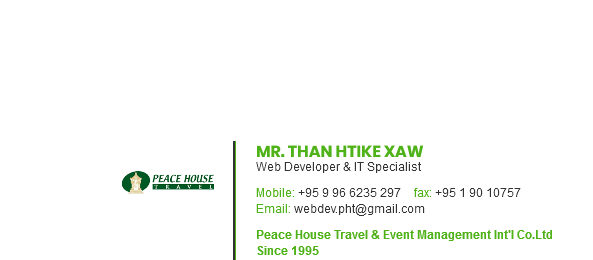 PEACE HOUSE
TRAVEL
MR. THAN HTIKE XAW
Web Developer & IT Specialist
Mobile: +95 9 96 6235 297 fax: +95 1 90 10757
Email: webdev.pht@gmail.com
Peace House Travel & Event Management Int'l Co.Ltd
Since 1995